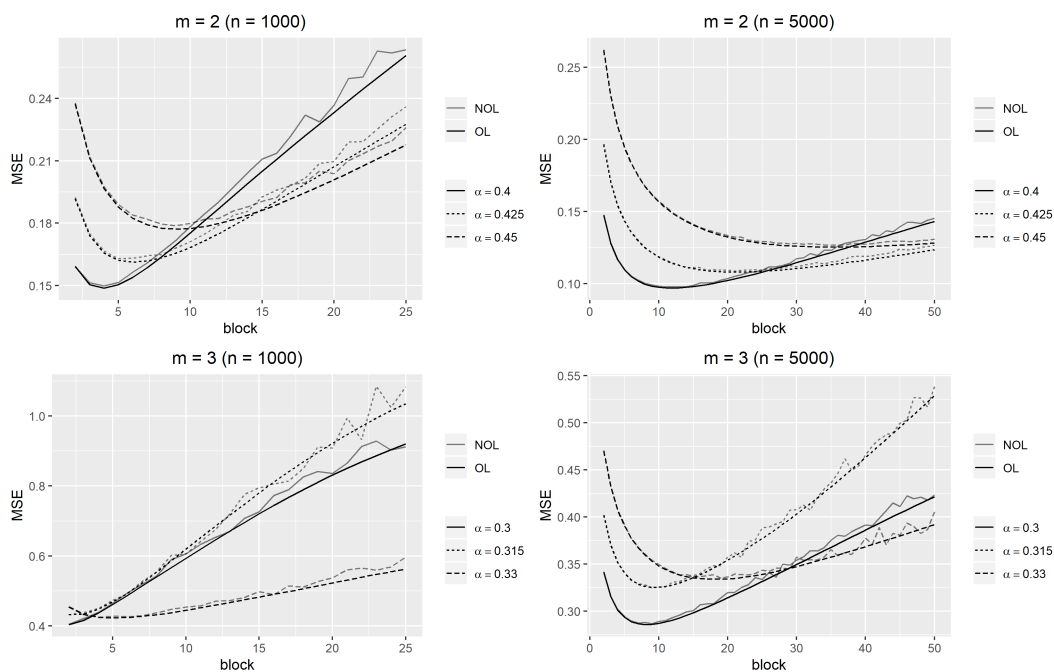 m = 2 (n = 1000)
MSE
0.24
0.21
0.18
0.15
5
10
15
20
25
block
NOL
OL
α = 0.4
α = 0.425
α = 0.45
m = 2 (n = 5000)
MSE
0.25
0.20
0.15
0.10
0
10
20
30
40
50
block
NOL
OL
α = 0.4
α = 0.425
α = 0.45
m = 3 (n = 1000)
MSE
1.0
0.8
0.6
0.4
5
10
15
20
25
block
NOL
OL
α = 0.3
α = 0.315
α = 0.33
m = 3 (n = 5000)
MSE
0.55
0.50
0.45
0.40
0.35
0.30
0
10
20
30
40
50
block
NOL
OL
α = 0.3
α = 0.315
α = 0.33